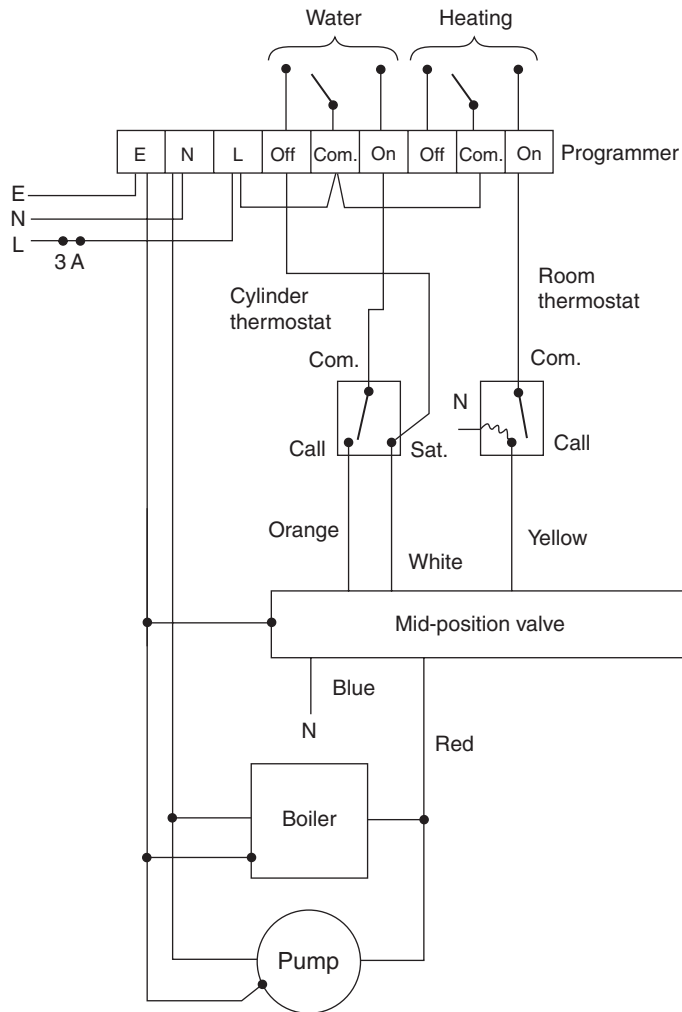 Water Heating
E N L Off Com. On Off Com. On Programmer
E
N
L
3 A
Cylinder
thermostat
Room
thermostat
Com.
Com.
N
Call Sat.
Call
Orange
White
Yellow
Mid-position valve
Blue
N
Red
Boiler
Pump